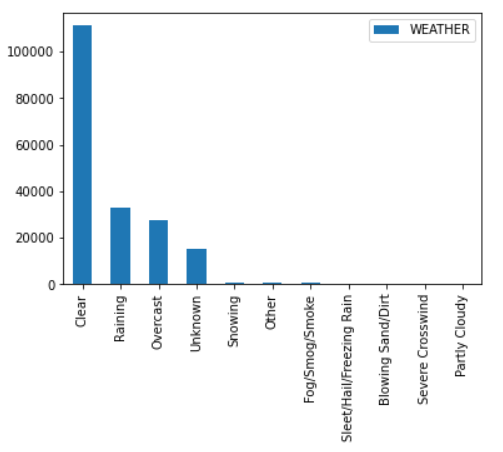 WEATHER
100000
80000
60000
40000
20000
0
Clear
Raining
Overcast
Unknown
Snowing
Other
Fog/Smog/Smoke
Sleet/Hail/Freezing Rain
Blowing Sand/Dirt
Severe Crosswind
Partly Cloudy